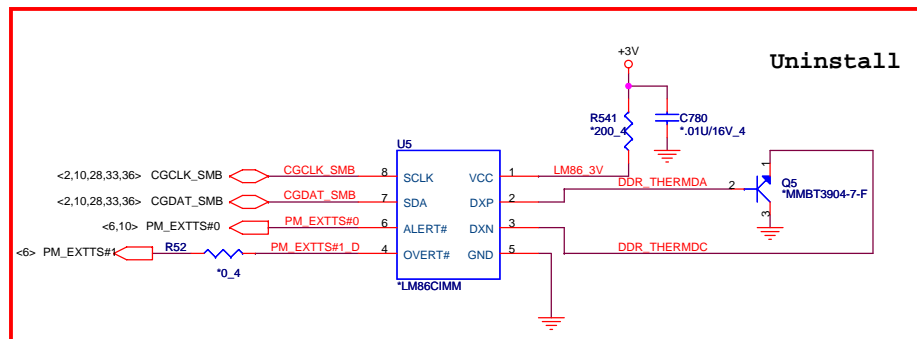 +3V
Uninstall
R541
*200_4
C780
*.01U/16V_4
U5
<2,10,28,33,36> CGCLK_SMB CGCLK_SMB 8 SCLK VCC 1 LM86_3V
<2,10,28,33,36> CGDAT_SMB CGDAT_SMB 7 SDA DXP 2 DDR_THERMDA 2
1
Q5
*MMBT3904-7-F
3
<6,10> PM_EXTTS#0 PM_EXTTS#0 6 ALERT# DXN 3 DDR_THERMDC
<6> PM_EXTTS#1 R52 PM_EXTTS#1_D 4 OVERT# GND 5
*0_4
*LM86CIMM